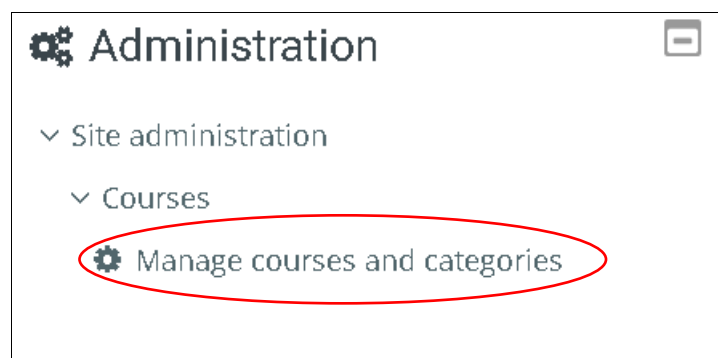 Administration
Site administration
Courses
Manage courses and categories